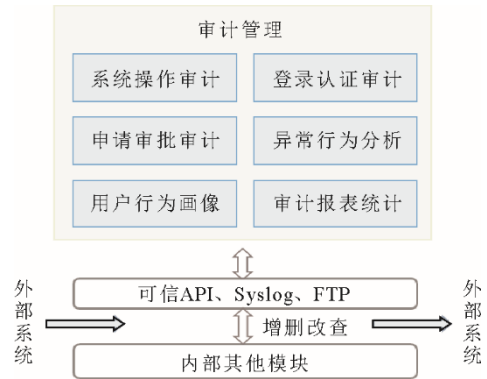 审计管理
系统操作审计
登录认证审计
申请审批审计
异常行为分析
用户行为画像
审计报表统计
可信API、Syslog、FTP
外部系统
增删改查
外部系统
内部其他模块